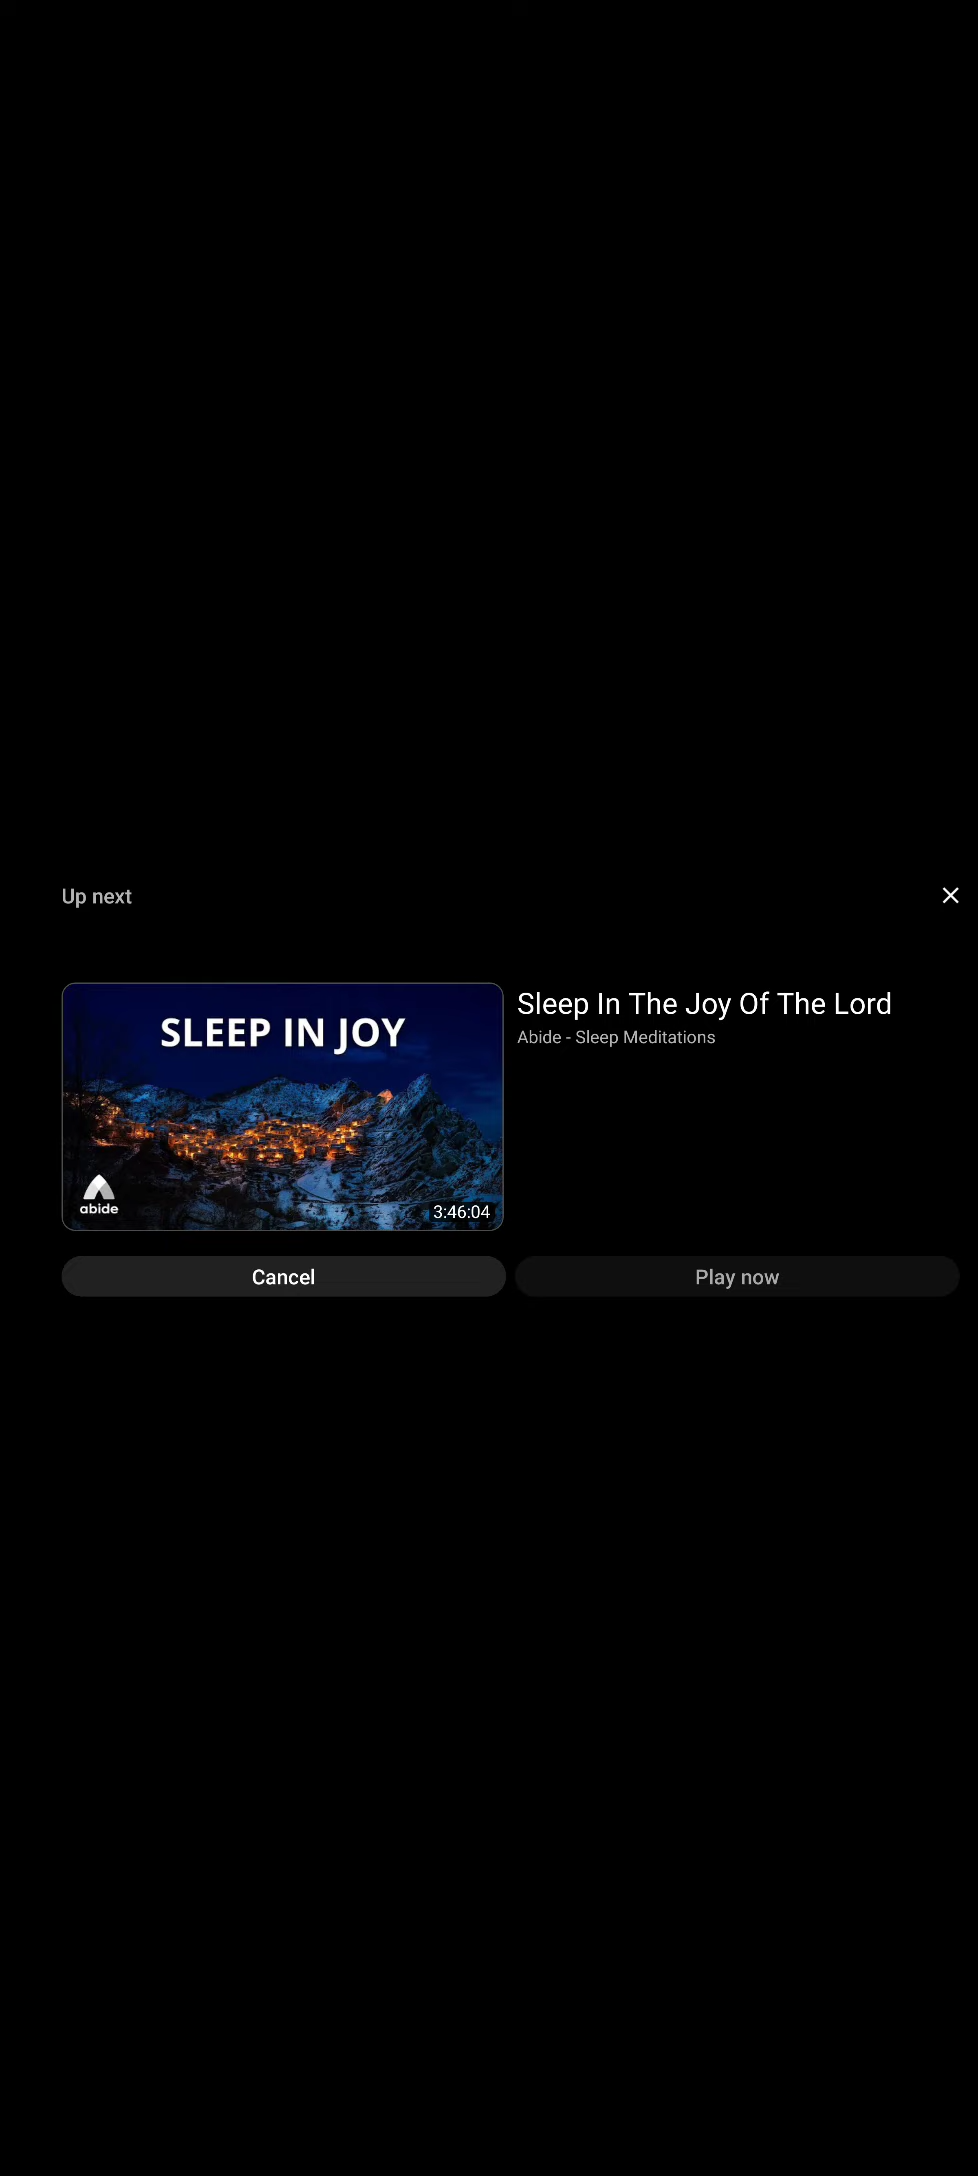 Up next
SLEEP IN JOY
abide
3:46:04
Sleep In The Joy Of The Lord
Abide - Sleep Meditations
Cancel
Play now